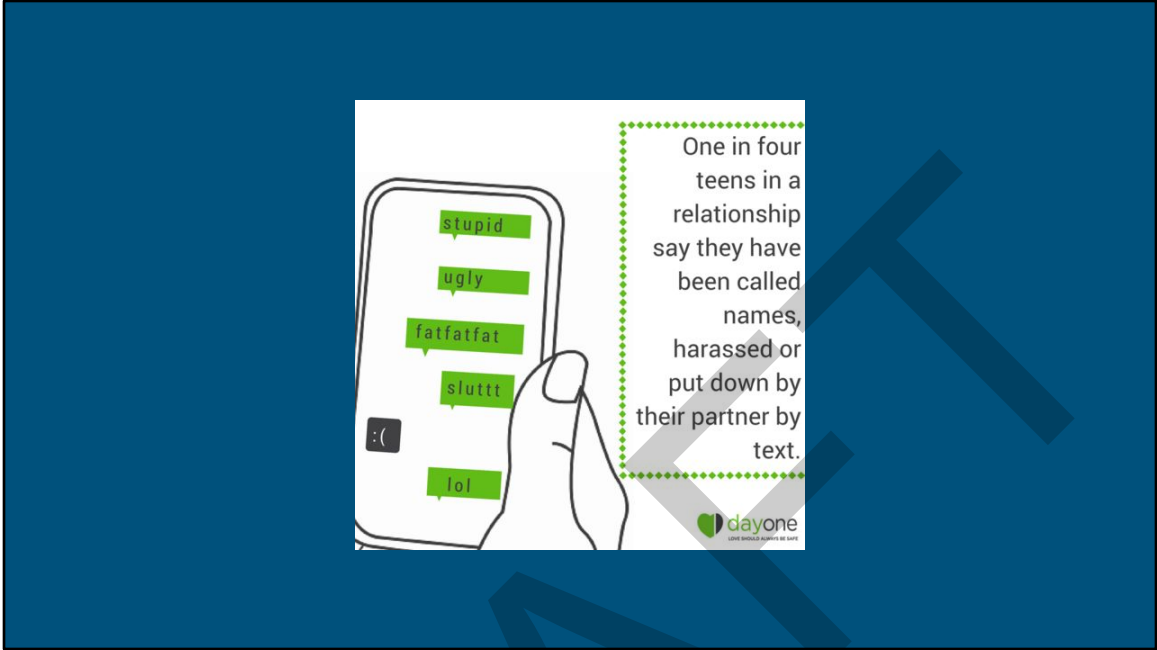 stupid
ugly
fatfatfat
sluttt
:(
lol
One in four
teens in a
relationship
say they have
been called
names,
harassed or
put down by
their partner by
text.
dayone
LOVE SHOULD ALWAYS BE SAFE